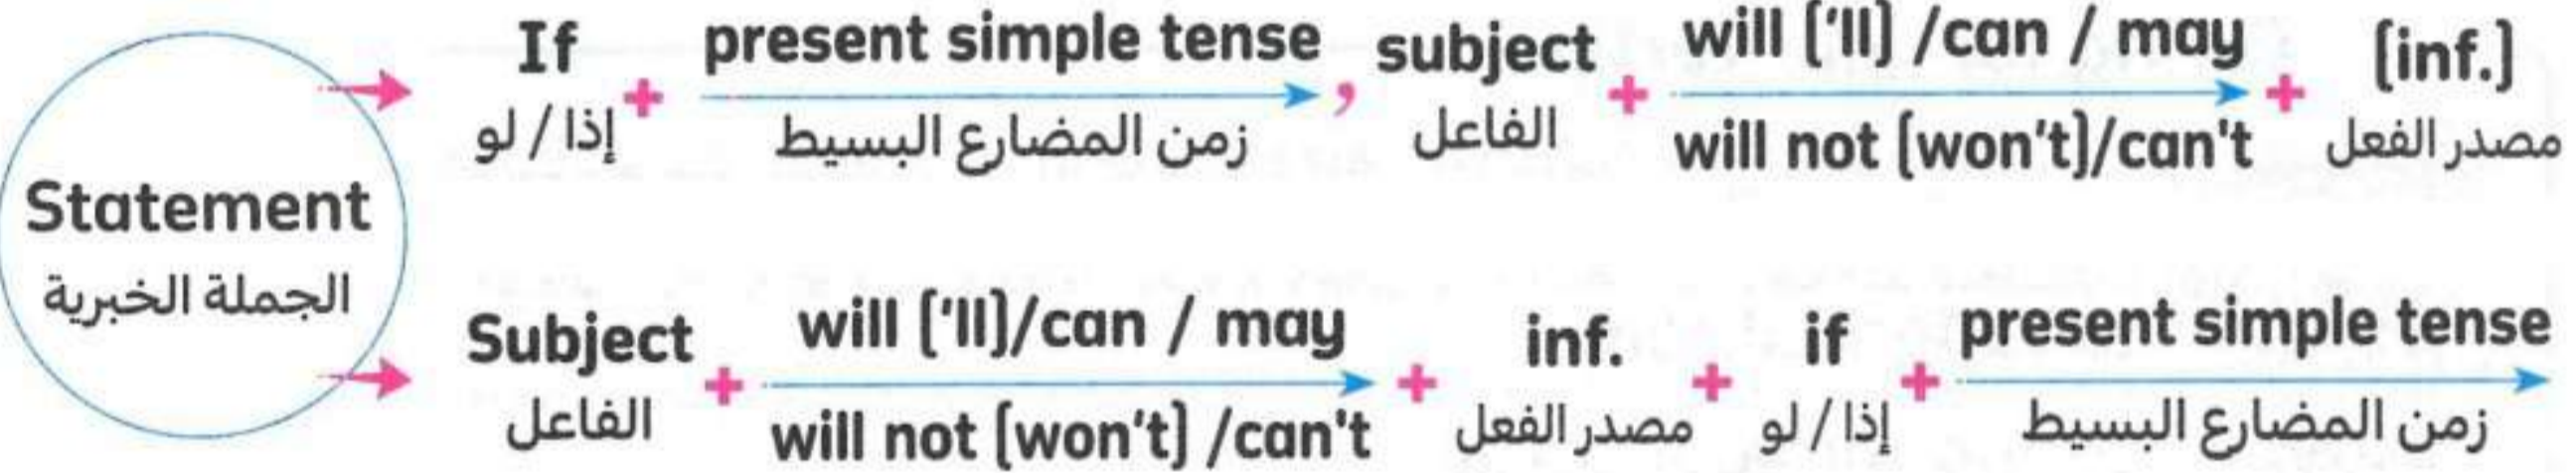 If + present simple tense , subject + will ('ll) /can / may + (inf.)
إذا / لو زمن المضارع البسيط الفاعل will not (won't)/can't مصدر الفعل
Statement
الجملة الخبرية
Subject + will ('ll)/can / may + inf. + if + present simple tense
الفاعل will not (won't) /can't مصدر الفعل إذا / لو زمن المضارع البسيط